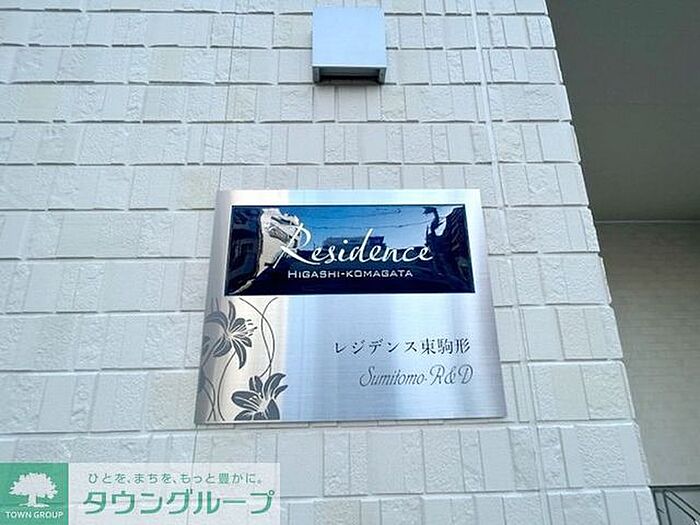 Residence
HIGASHI-KOMAGATA
レジデンス東駒形
Sumitomo・R&D
ひとを、まちを、もっと豊かに。
タウングループ
TOWN GROUP